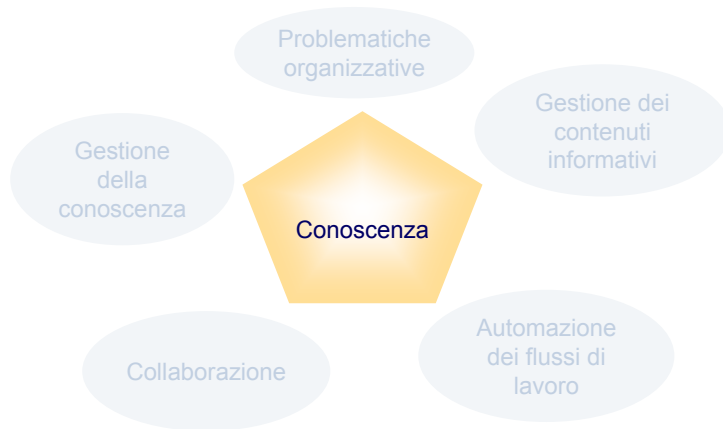 Problematiche
organizzative
Gestione dei
contenuti
informativi
Gestione
della
conoscenza
Conoscenza
Automazione
dei flussi di
lavoro
Collaborazione